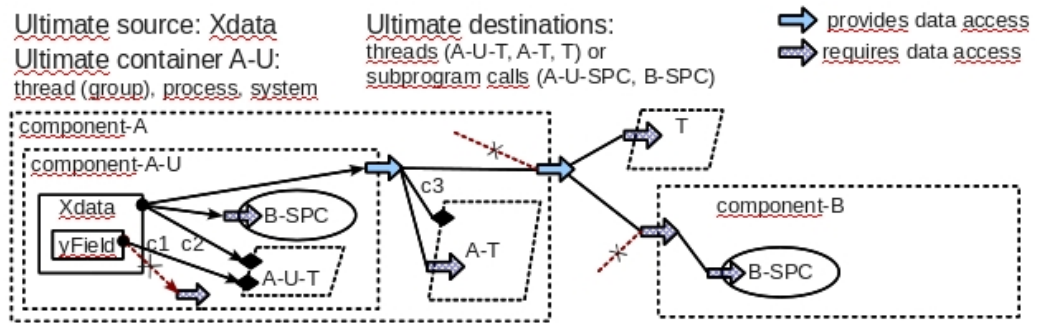 Ultimate source: Xdata
Ultimate container A-U:
thread (group), process, system
Ultimate destinations:
threads (A-U-T, A-T, T) or
subprogram calls (A-U-SPC, B-SPC)
provides data access
requires data access
component-A
component-A-U
Xdata
yField
c1
c2
B-SPC
A-U-T
c3
A-T
T
component-B
B-SPC